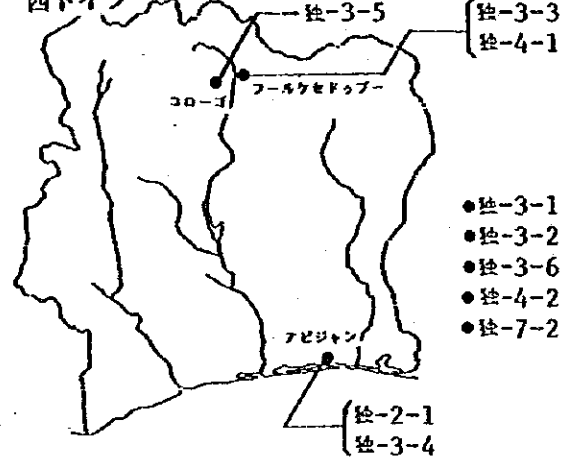 西ドイツ
独-3-5
独-3-3
独-4-1
コローゴ
フールケセドゥブー
●独-3-1
●独-3-2
●独-3-6
●独-4-2
●独-7-2
アビジャン
独-2-1
独-3-4